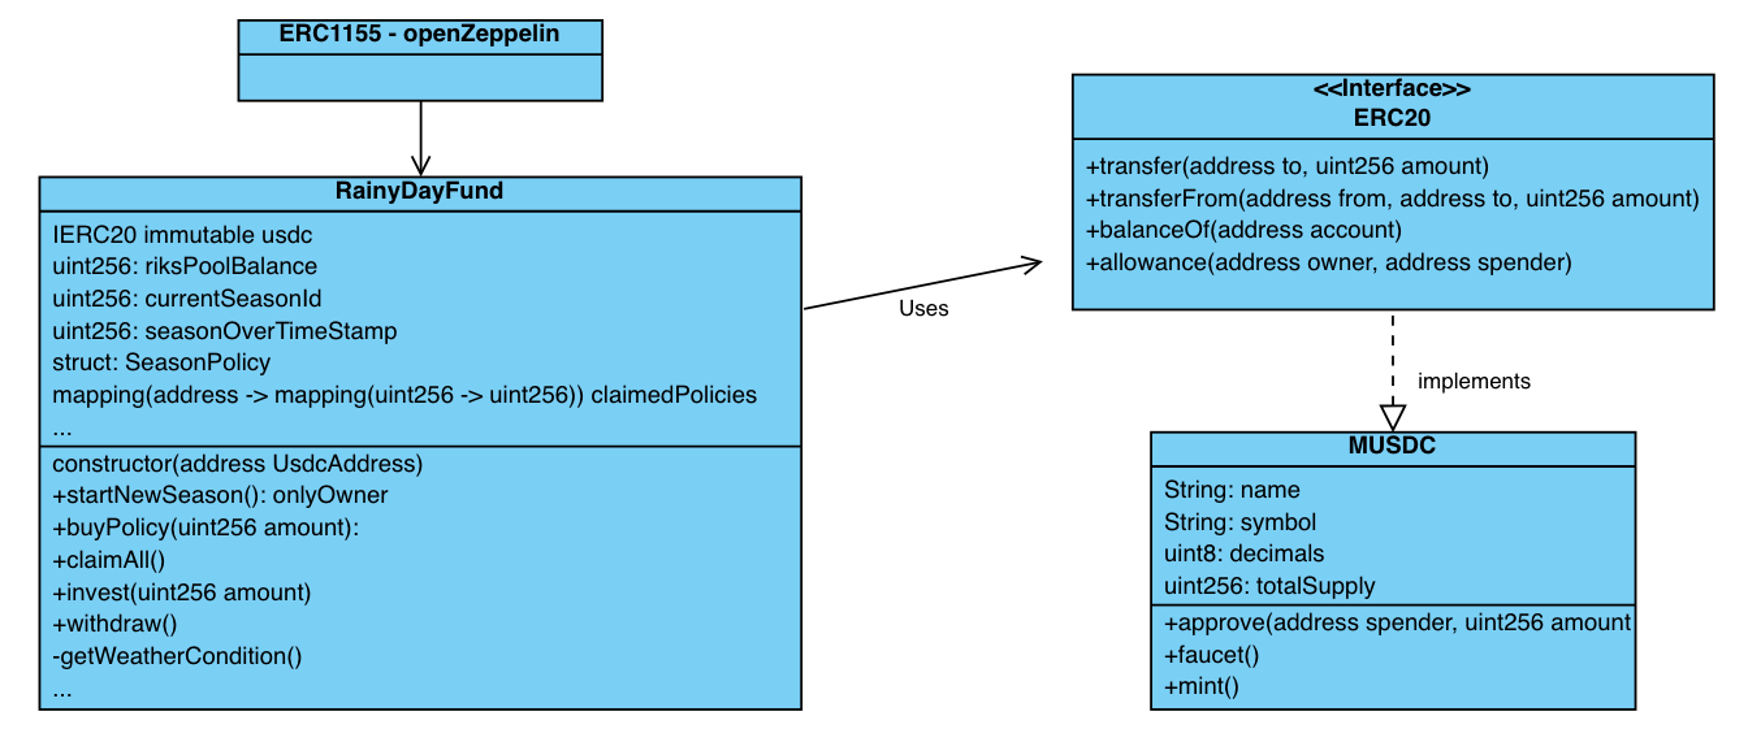 ERC1155 - openZeppelin
RainyDayFund
IERC20 immutable usdc
uint256: riksPoolBalance
uint256: currentSeasonId
uint256: seasonOverTimeStamp
struct: SeasonPolicy
mapping(address -> mapping(uint256 -> uint256)) claimedPolicies
...
constructor(address UsdcAddress)
+startNewSeason(): onlyOwner
+buyPolicy(uint256 amount):
+claimAll()
+invest(uint256 amount)
+withdraw()
-getWeatherCondition()
...
Uses
<<Interface>>
ERC20
+transfer(address to, uint256 amount)
+transferFrom(address from, address to, uint256 amount)
+balanceOf(address account)
+allowance(address owner, address spender)
implements
MUSDC
String: name
String: symbol
uint8: decimals
uint256: totalSupply
+approve(address spender, uint256 amount
+faucet()
+mint()